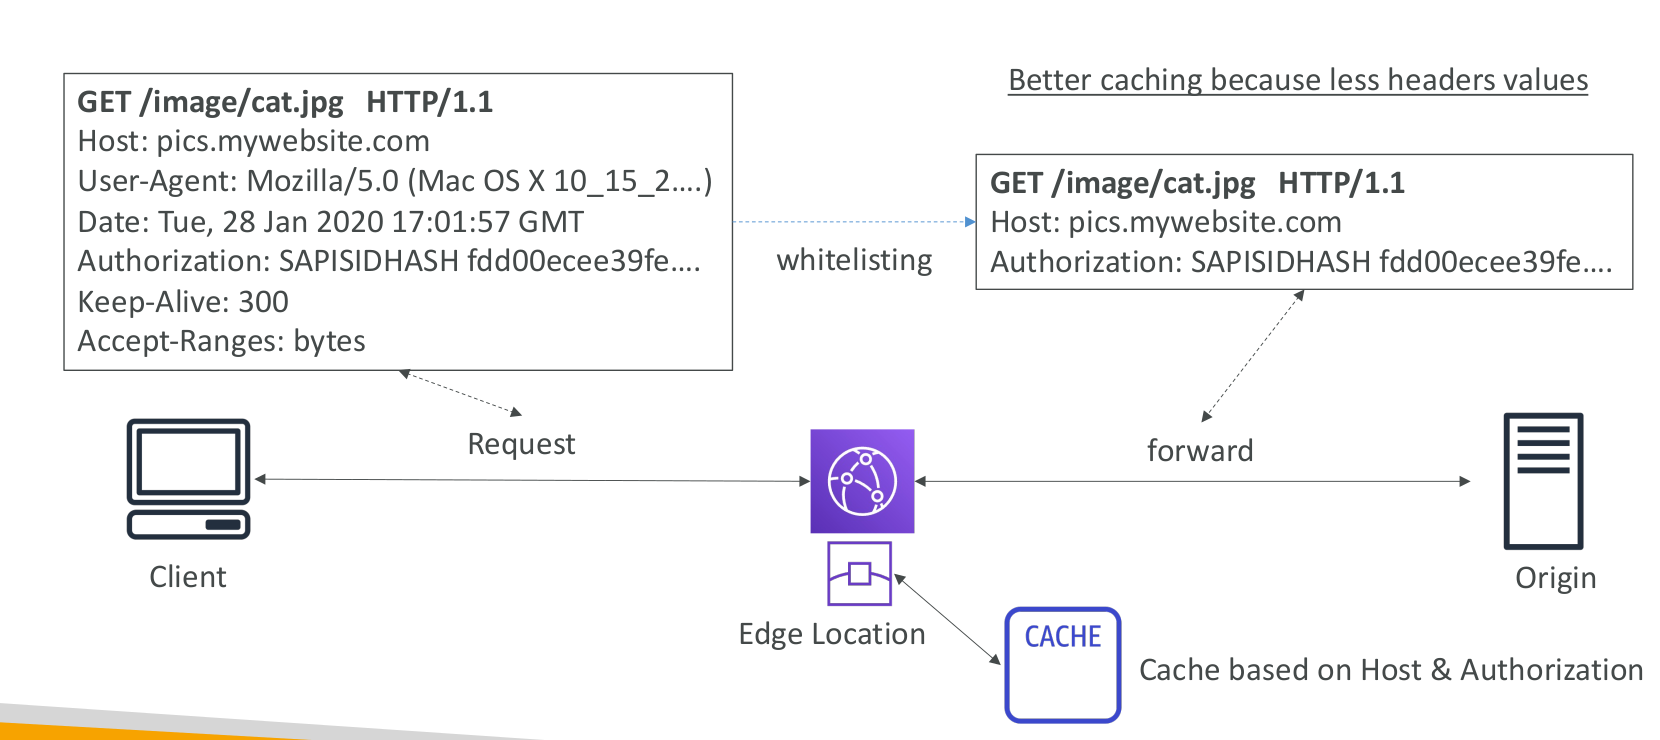 Better caching because less headers values
GET /image/cat.jpg HTTP/1.1
Host: pics.mywebsite.com
User-Agent: Mozilla/5.0 (Mac OS X 10_15_2....)
Date: Tue, 28 Jan 2020 17:01:57 GMT
Authorization: SAPISIDHASH fdd00ecee39fe....
Keep-Alive: 300
Accept-Ranges: bytes
whitelisting
GET /image/cat.jpg HTTP/1.1
Host: pics.mywebsite.com
Authorization: SAPISIDHASH fdd00ecee39fe....
Request
forward
Client
Origin
Edge Location
CACHE
Cache based on Host & Authorization